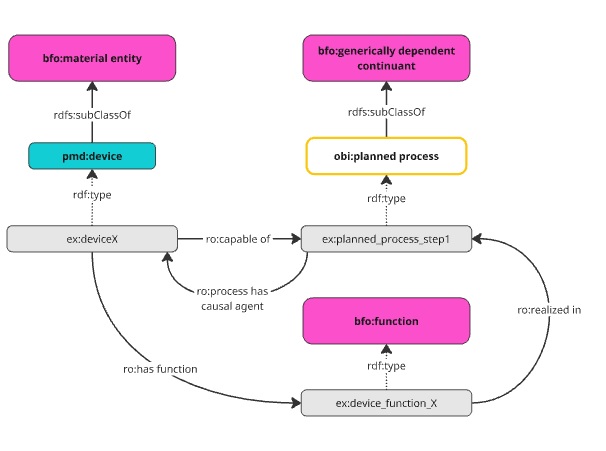 bfo:material entity
bfo:generically dependent
continuant
rdfs:subClassOf
rdfs:subClassOf
pmd:device
obi:planned process
rdf:type
rdf:type
ex:deviceX
ro:capable of
ex:planned_process_step1
ro:process has
causal agent
bfo:function
ro:realized in
rdf:type
ro:has function
ex:device_function_X